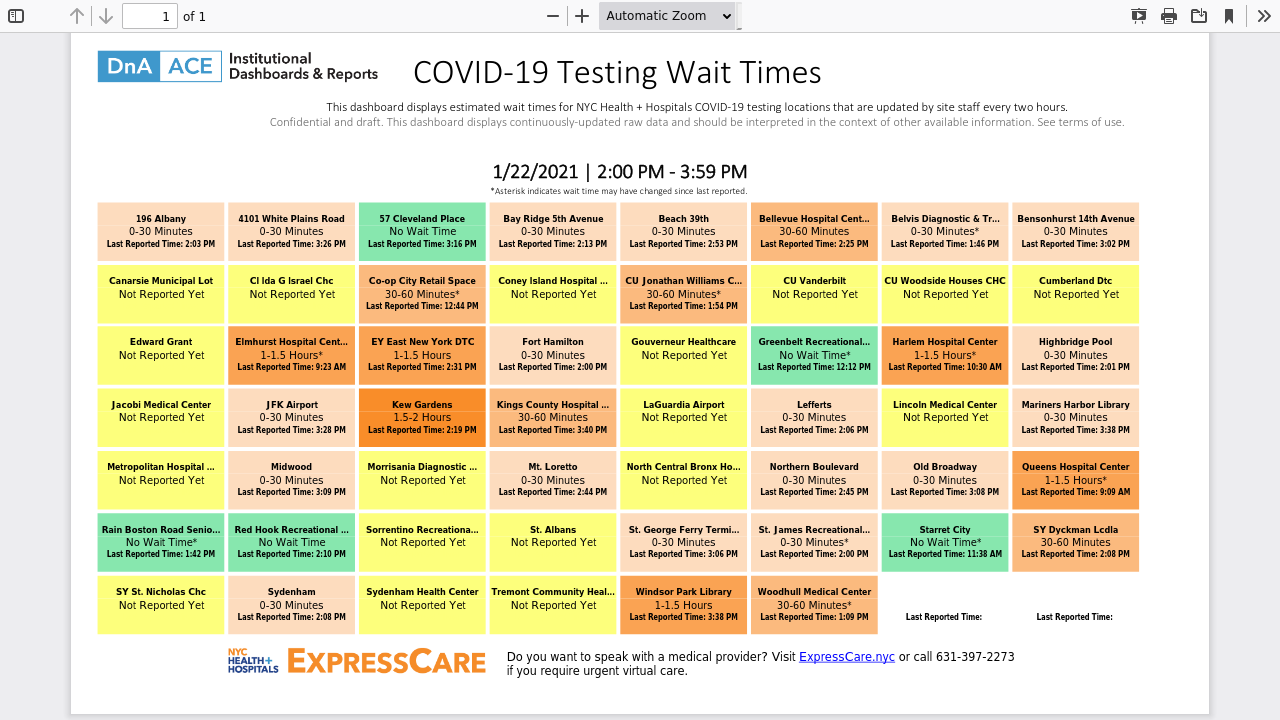 1
of 1
Automatic Zoom
DnA ACE Institutional
Dashboards & Reports
COVID-19 Testing Wait Times
This dashboard displays estimated wait times for NYC Health + Hospitals COVID-19 testing locations that are updated by site staff every two hours.
Confidential and draft. This dashboard displays continuously-updated raw data and should be interpreted in the context of other available information. See terms of use.
1/22/2021 | 2:00 PM - 3:59 PM
*Asterisk indicates wait time may have changed since last reported.
196 Albany
0-30 Minutes
Last Reported Time: 2:03 PM
4101 White Plains Road
0-30 Minutes
Last Reported Time: 3:26 PM
57 Cleveland Place
No Wait Time
Last Reported Time: 3:16 PM
Bay Ridge 5th Avenue
0-30 Minutes
Last Reported Time: 2:13 PM
Beach 39th
0-30 Minutes
Last Reported Time: 2:53 PM
Bellevue Hospital Cent...
30-60 Minutes
Last Reported Time: 2:25 PM
Belvis Diagnostic & Tr...
0-30 Minutes*
Last Reported Time: 1:46 PM
Bensonhurst 14th Avenue
0-30 Minutes
Last Reported Time: 3:02 PM
Canarsie Municipal Lot
Not Reported Yet
CI Ida G Israel Chc
Not Reported Yet
Co-op City Retail Space
30-60 Minutes*
Last Reported Time: 12:44 PM
Coney Island Hospital ...
Not Reported Yet
CU Jonathan Williams C...
30-60 Minutes*
Last Reported Time: 1:54 PM
CU Vanderbilt
Not Reported Yet
CU Woodside Houses CHC
Not Reported Yet
Cumberland Dtc
Not Reported Yet
Edward Grant
Not Reported Yet
Elmhurst Hospital Cent...
1-1.5 Hours*
Last Reported Time: 9:23 AM
EY East New York DTC
1-1.5 Hours
Last Reported Time: 2:31 PM
Fort Hamilton
0-30 Minutes
Last Reported Time: 2:00 PM
Gouverneur Healthcare
Not Reported Yet
Greenbelt Recreational...
No Wait Time*
Last Reported Time: 12:12 PM
Harlem Hospital Center
1-1.5 Hours*
Last Reported Time: 10:30 AM
Highbridge Pool
0-30 Minutes
Last Reported Time: 2:01 PM
Jacobi Medical Center
Not Reported Yet
JFK Airport
0-30 Minutes
Last Reported Time: 3:28 PM
Kew Gardens
1.5-2 Hours
Last Reported Time: 2:19 PM
Kings County Hospital ...
30-60 Minutes
Last Reported Time: 3:40 PM
LaGuardia Airport
Not Reported Yet
Lefferts
0-30 Minutes
Last Reported Time: 2:06 PM
Lincoln Medical Center
Not Reported Yet
Mariners Harbor Library
0-30 Minutes
Last Reported Time: 3:38 PM
Metropolitan Hospital ...
Not Reported Yet
Midwood
0-30 Minutes
Last Reported Time: 3:09 PM
Morrisania Diagnostic ...
Not Reported Yet
Mt. Loretto
0-30 Minutes
Last Reported Time: 2:44 PM
North Central Bronx Ho...
Not Reported Yet
Northern Boulevard
0-30 Minutes
Last Reported Time: 2:45 PM
Old Broadway
0-30 Minutes
Last Reported Time: 3:08 PM
Queens Hospital Center
1-1.5 Hours*
Last Reported Time: 9:09 AM
Rain Boston Road Senio...
No Wait Time*
Last Reported Time: 1:42 PM
Red Hook Recreational ...
No Wait Time
Last Reported Time: 2:10 PM
Sorrentino Recreationa...
Not Reported Yet
St. Albans
Not Reported Yet
St. George Ferry Termi...
0-30 Minutes
Last Reported Time: 3:06 PM
St. James Recreational...
0-30 Minutes*
Last Reported Time: 2:00 PM
Starret City
No Wait Time*
Last Reported Time: 11:38 AM
SY Dyckman Lcdla
30-60 Minutes
Last Reported Time: 2:08 PM
SY St. Nicholas Chc
Not Reported Yet
Sydenham
0-30 Minutes
Last Reported Time: 2:08 PM
Sydenham Health Center
Not Reported Yet
Tremont Community Heal...
Not Reported Yet
Windsor Park Library
1-1.5 Hours
Last Reported Time: 3:38 PM
Woodhull Medical Center
30-60 Minutes*
Last Reported Time: 1:09 PM
Last Reported Time:
Last Reported Time:
NYC
HEALTH+
HOSPITALS
EXPRESSCARE
Do you want to speak with a medical provider? Visit ExpressCare.nyc or call 631-397-2273
if you require urgent virtual care.